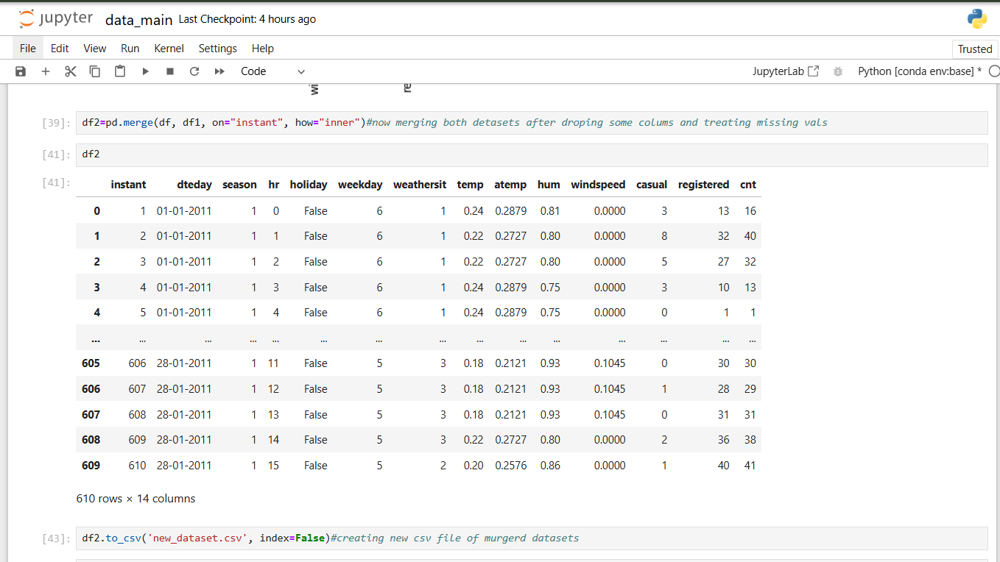 jupyter data_main Last Checkpoint: 4 hours ago
File Edit View Run Kernel Settings Help Trusted
Code JupyterLab Python [conda env:base] *
wi re
[39]: df2=pd.merge(df, df1, on="instant", how="inner")#now merging both detasets after droping some colums and treating missing vals
[41]: df2
[41]:
instant dteday season hr holiday weekday weathersit temp atemp hum windspeed casual registered cnt
0 1 01-01-2011 1 0 False 6 1 0.24 0.2879 0.81 0.0000 3 13 16
1 2 01-01-2011 1 1 False 6 1 0.22 0.2727 0.80 0.0000 8 32 40
2 3 01-01-2011 1 2 False 6 1 0.22 0.2727 0.80 0.0000 5 27 32
3 4 01-01-2011 1 3 False 6 1 0.24 0.2879 0.75 0.0000 3 10 13
4 5 01-01-2011 1 4 False 6 1 0.24 0.2879 0.75 0.0000 0 1 1
... ... ... ... ... ... ... ... ... ... ... ... ... ... ...
605 606 28-01-2011 1 11 False 5 3 0.18 0.2121 0.93 0.1045 0 30 30
606 607 28-01-2011 1 12 False 5 3 0.18 0.2121 0.93 0.1045 1 28 29
607 608 28-01-2011 1 13 False 5 3 0.18 0.2121 0.93 0.1045 0 31 31
608 609 28-01-2011 1 14 False 5 3 0.22 0.2727 0.80 0.0000 2 36 38
609 610 28-01-2011 1 15 False 5 2 0.20 0.2576 0.86 0.0000 1 40 41
610 rows × 14 columns
[43]: df2.to_csv('new_dataset.csv', index=False)#creating new csv file of murgerd datasets